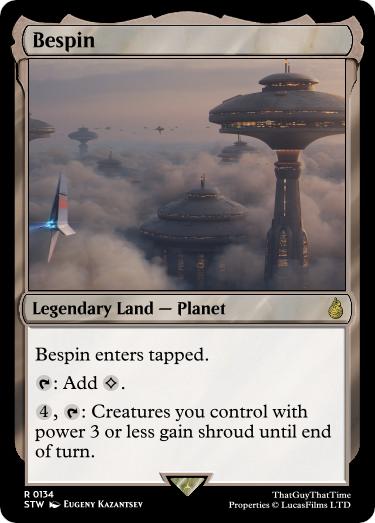 Bespin
Legendary Land — Planet
Bespin enters tapped.
: Add .
4, : Creatures you control with
power 3 or less gain shroud until end
of turn.
R 0134
ThatGuyThatTime
STW Eugeny Kazantsev
Properties © LucasFilms LTD